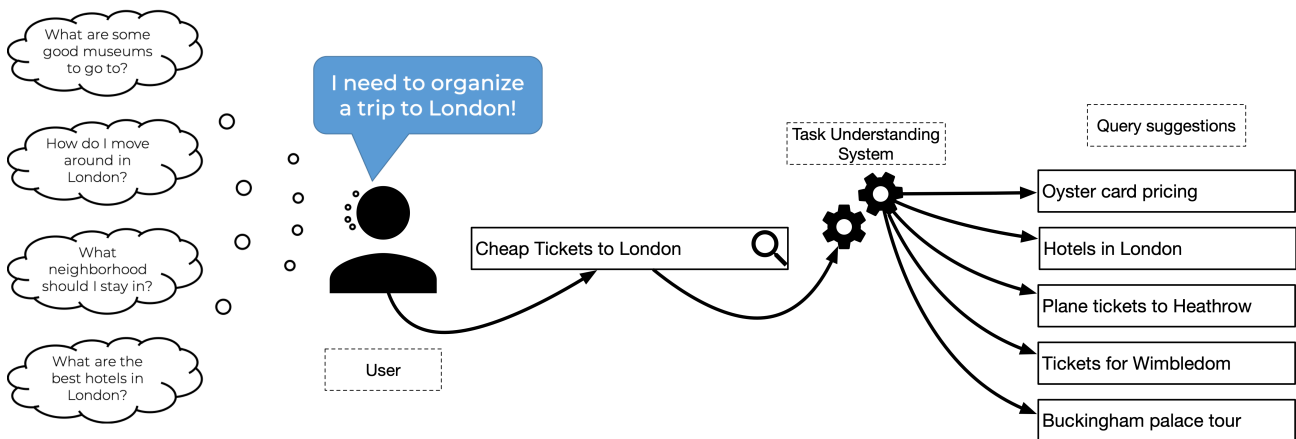 What are some
good museums
to go to?
How do I move
around in
London?
What
neighborhood
should I stay in?
What are the
best hotels in
London?
I need to organize
a trip to London!
User
Cheap Tickets to London
Task Understanding
System
Query suggestions
Oyster card pricing
Hotels in London
Plane tickets to Heathrow
Tickets for Wimbledom
Buckingham palace tour